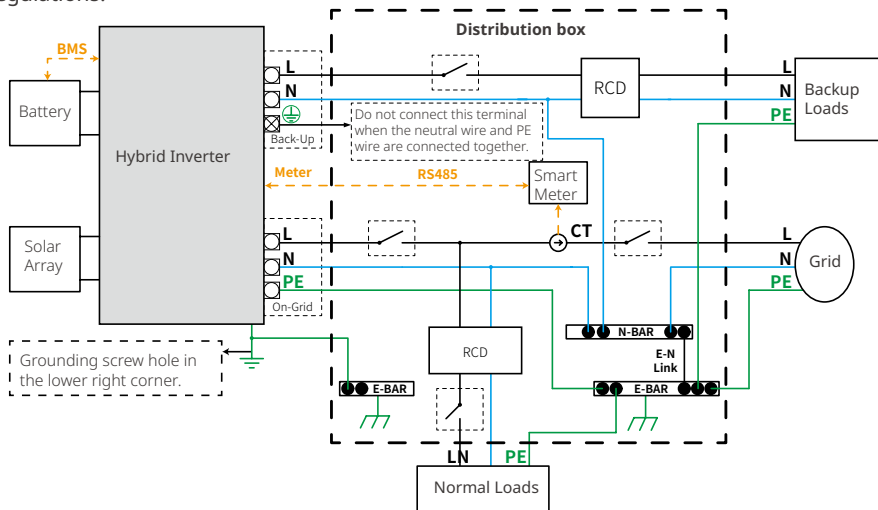 egulations.
Distribution box
BMS
Battery
Hybrid Inverter
L
N
Back-Up
Do not connect this terminal
when the neutral wire and PE
wire are connected together.
RCD
L
N
PE
Backup
Loads
Meter
RS485
Smart
Meter
Solar
Array
L
N
PE
On-Grid
CT
L
N
PE
Grid
N-BAR
E-N
Link
RCD
Grounding screw hole in
the lower right corner.
E-BAR
E-BAR
LN
PE
Normal Loads